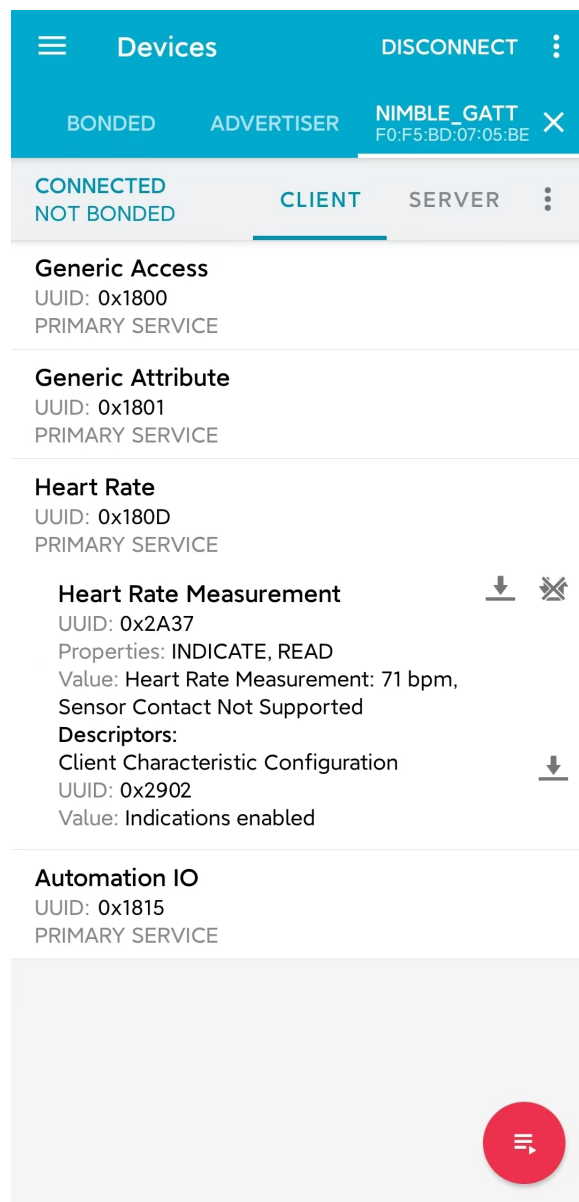 Devices
DISCONNECT
BONDED
ADVERTISER
NIMBLE_GATT
F0:F5:BD:07:05:BE
CONNECTED
NOT BONDED
CLIENT
SERVER
Generic Access
UUID: 0x1800
PRIMARY SERVICE
Generic Attribute
UUID: 0x1801
PRIMARY SERVICE
Heart Rate
UUID: 0x180D
PRIMARY SERVICE
Heart Rate Measurement
UUID: 0x2A37
Properties: INDICATE, READ
Value: Heart Rate Measurement: 71 bpm,
Sensor Contact Not Supported
Descriptors:
Client Characteristic Configuration
UUID: 0x2902
Value: Indications enabled
Automation IO
UUID: 0x1815
PRIMARY SERVICE